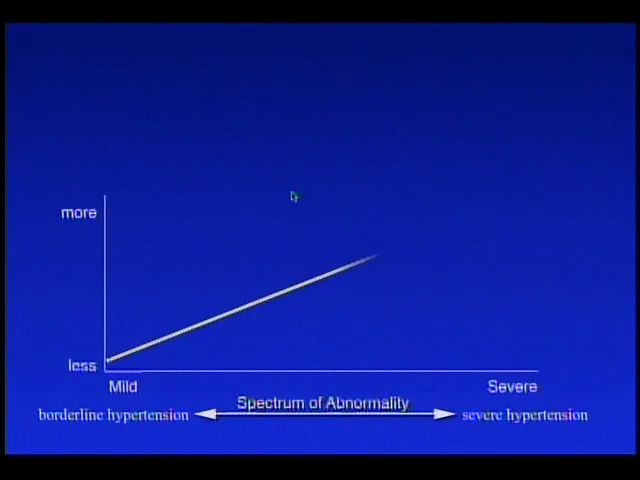 more
less
Mild
Severe
Spectrum of Abnormality
borderline hypertension
severe hypertension